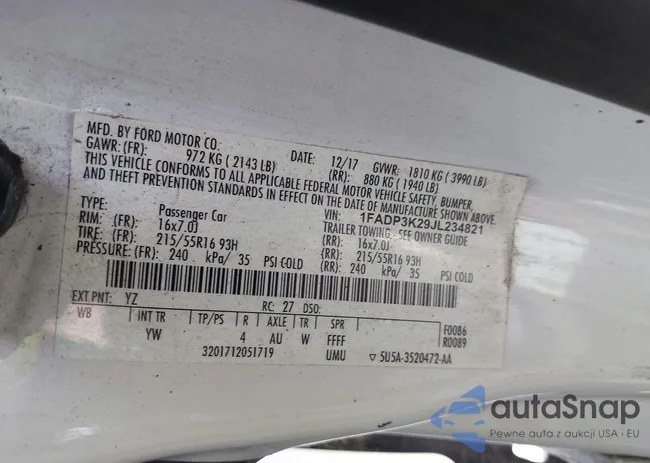 MFD. BY FORD MOTOR CO.
DATE: 12/17 GVWR: 1810 KG ( 3990 LB)
GAWR: (FR): 972 KG ( 2143 LB) (RR): 880 KG ( 1940 LB)
THIS VEHICLE CONFORMS TO ALL APPLICABLE FEDERAL MOTOR VEHICLE SAFETY, BUMPER,
AND THEFT PREVENTION STANDARDS IN EFFECT ON THE DATE OF MANUFACTURE SHOWN ABOVE.
VIN: 1FADP3K29JL234821
TYPE: Passenger Car TRAILER TOWING - SEE OWNER GUIDE
RIM: (FR) 16x7.0J (RR): 16x7.0J
TIRE: (FR) 215/55R16 93H (RR): 215/55R16 93H
PRESSURE: (FR) 240 kPa/ 35 PSI COLD (RR): 240 kPa/ 35 PSI COLD
EXT PNT: YZ RC: 27 DSO:
WB INT TR TP/PS R AXLE TR SPR F0086
YW 4 AU W FFFF R0089
3201712051719 UMU ▽ 5U5A-3520472-AA
autaSnap
Pewne auta z aukcji USA i EU